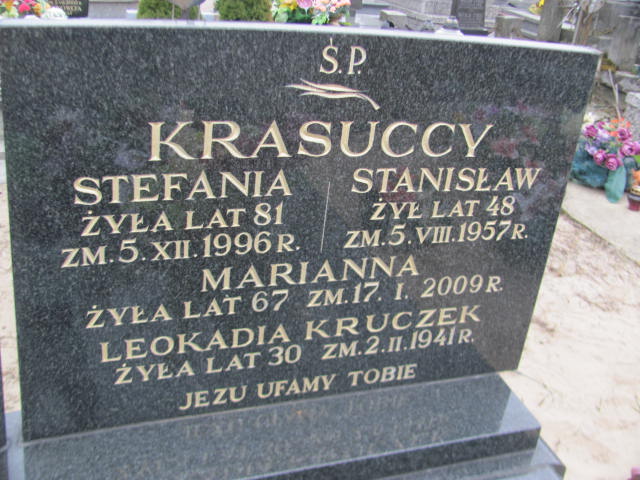 Ś.P.
KRASUCCY
STEFANIA
ŻYŁA LAT 81
ZM. 5. XII. 1996 R.
STANISŁAW
ŻYŁ LAT 48
ZM. 5. VIII. 1957 R.
MARIANNA
ŻYŁA LAT 67 ZM. 17. I. 2009 R.
LEOKADIA KRUCZEK
ŻYŁA LAT 30 ZM. 2. II. 1941 R.
JEZU UFAMY TOBIE